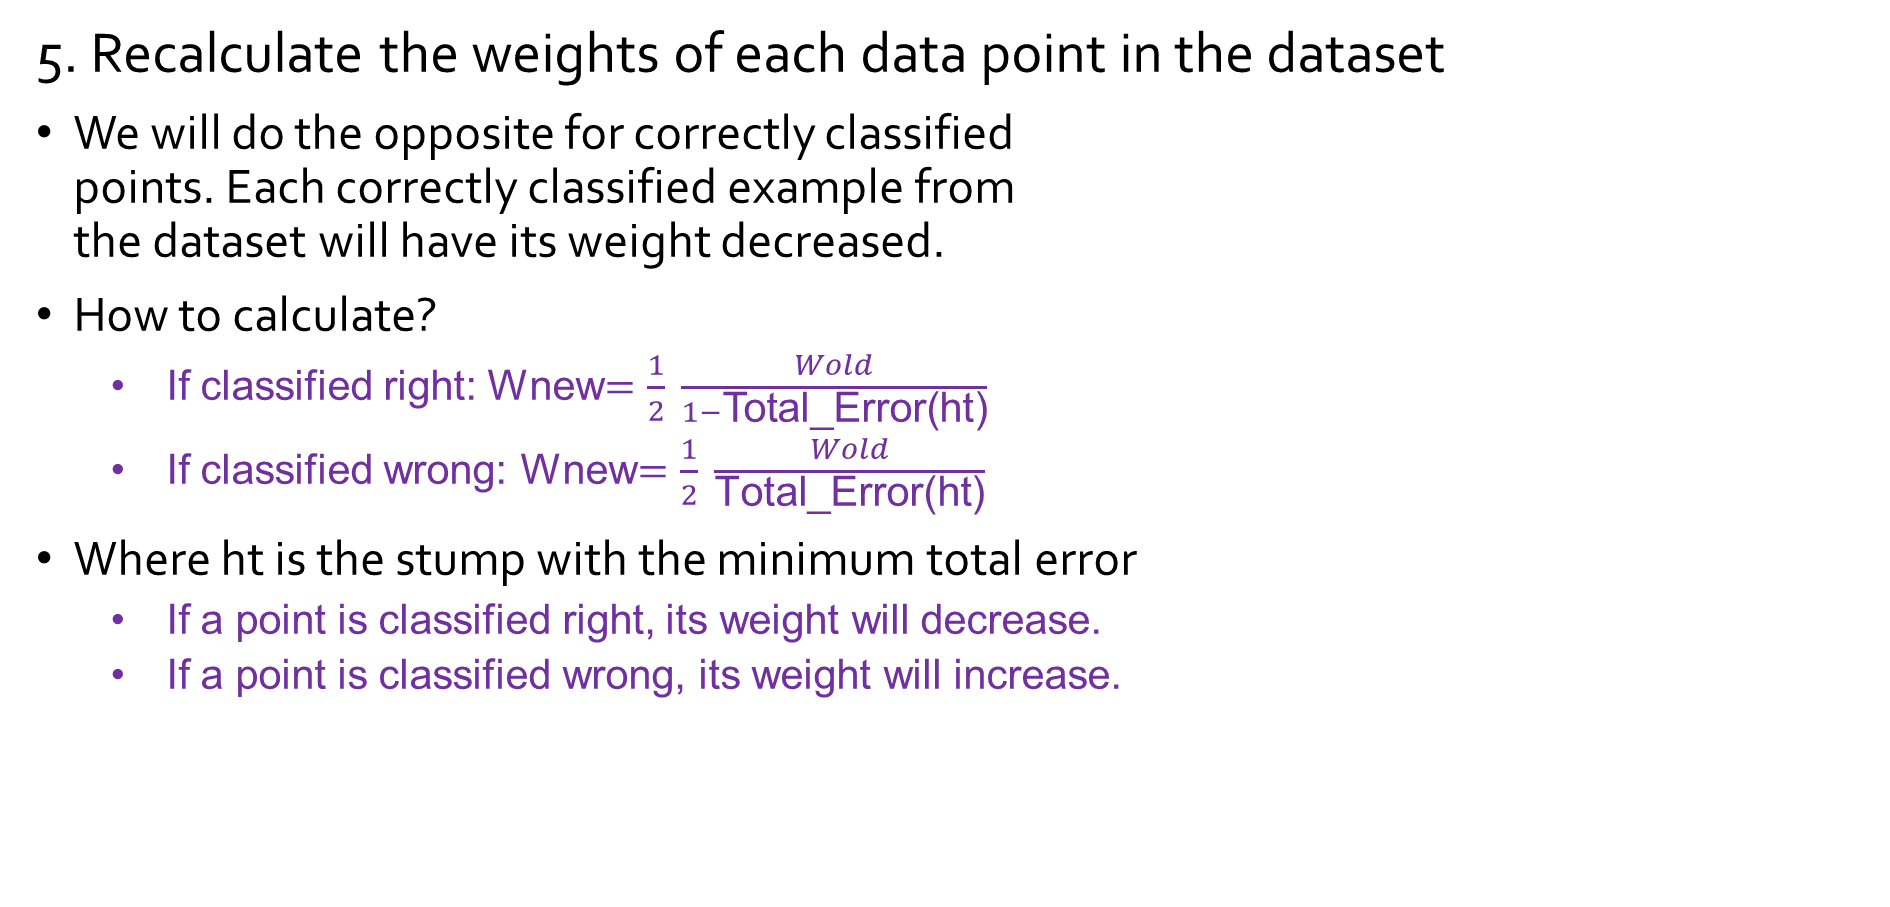 5. Recalculate the weights of each data point in the dataset
• We will do the opposite for correctly classified
points. Each correctly classified example from
the dataset will have its weight decreased.
• How to calculate?
• If classified right: Wnew= 1/2 Wold/(1−Total_Error(ht))
• If classified wrong: Wnew= 1/2 Wold/Total_Error(ht)
• Where ht is the stump with the minimum total error
• If a point is classified right, its weight will decrease.
• If a point is classified wrong, its weight will increase.